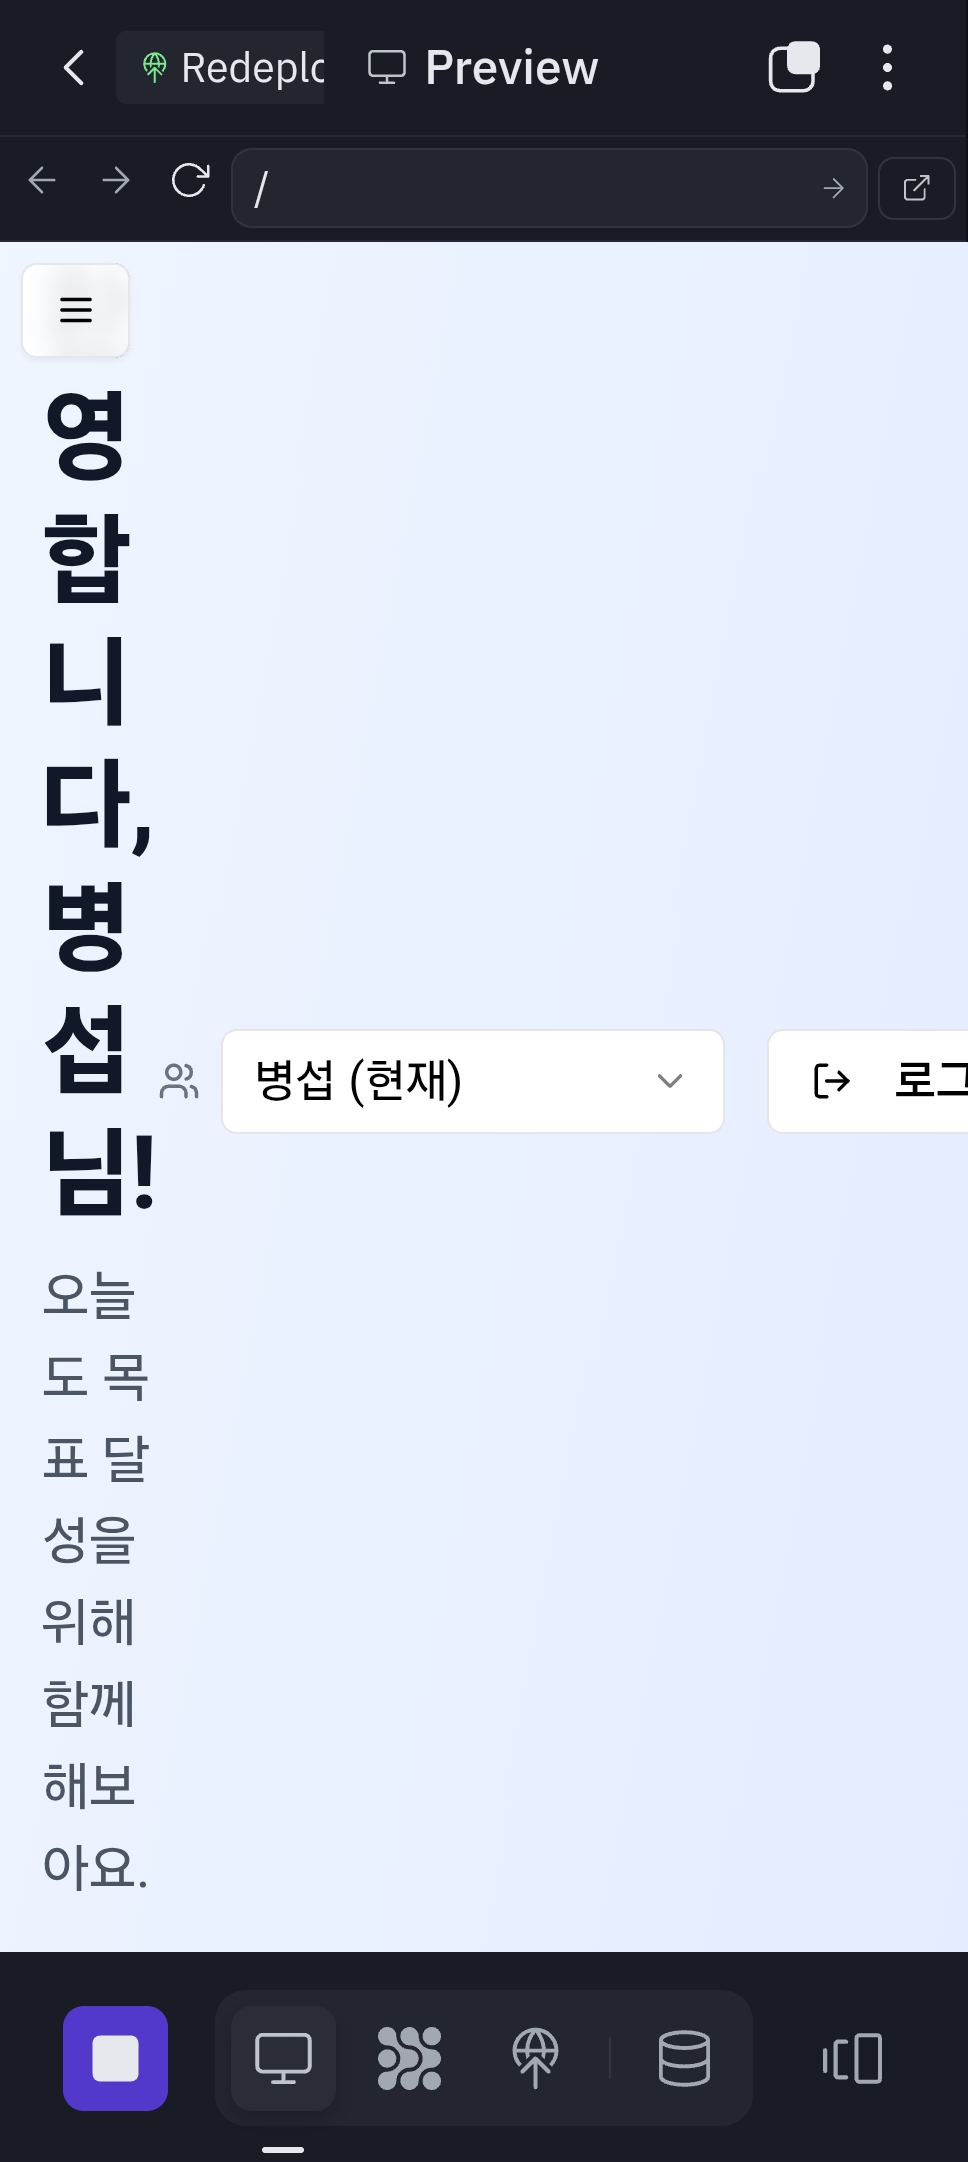 Redeplo
Preview
/
영
합
니
다,
병
섭
님!
병섭 (현재)
로그
오늘
도 목
표 달
성을
위해
함께
해보
아요.